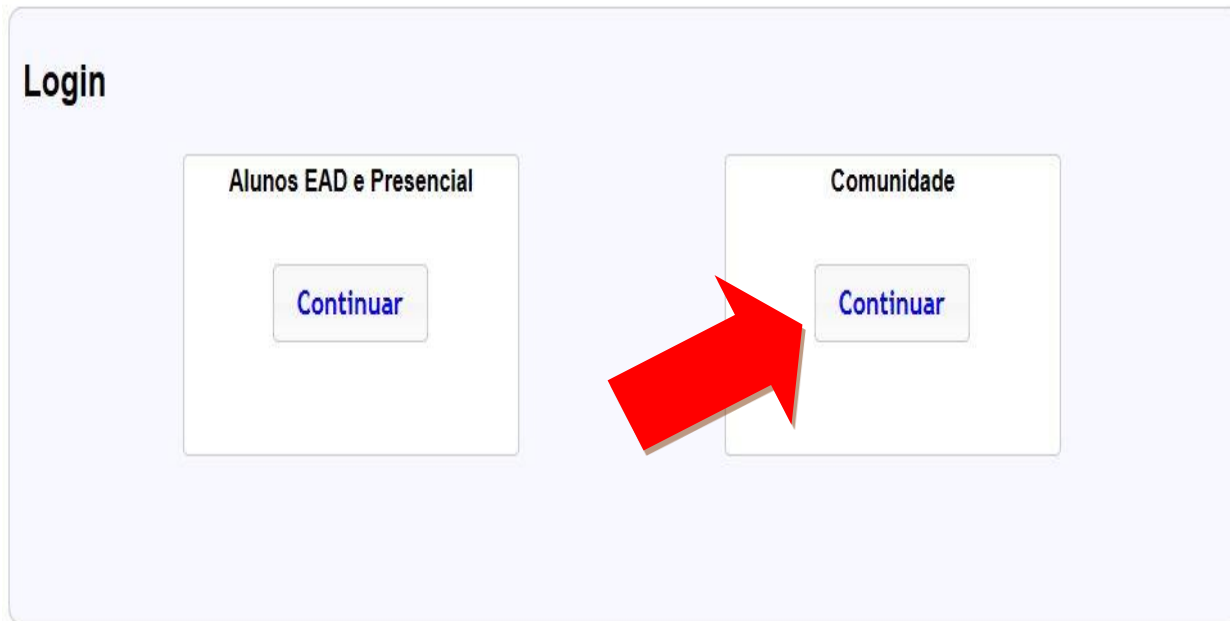 Login
Alunos EAD e Presencial
Continuar
Comunidade
Continuar